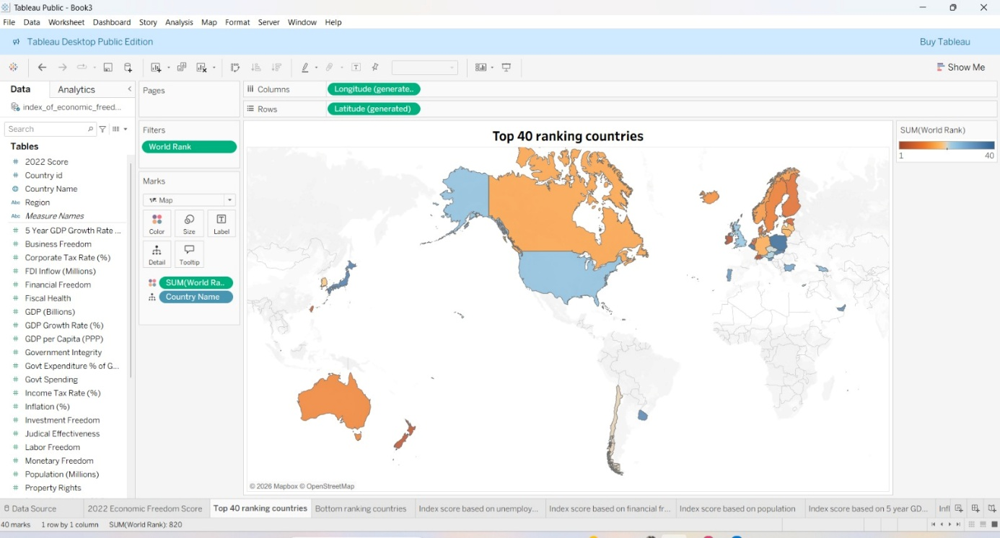 Tableau Public - Book3
File Data Worksheet Dashboard Story Analysis Map Format Server Window Help
Tableau Desktop Public Edition
Buy Tableau
Show Me
Data
Analytics
index_of_economic_freed...
Search
Tables
2022 Score
Country id
Country Name
Abc Region
Abc Measure Names
5 Year GDP Growth Rate ...
Business Freedom
Corporate Tax Rate (%)
FDI Inflow (Millions)
Financial Freedom
Fiscal Health
GDP (Billions)
GDP Growth Rate (%)
GDP per Capita (PPP)
Government Integrity
Govt Expenditure % of G...
Govt Spending
Income Tax Rate (%)
Inflation (%)
Investment Freedom
Judical Effectiveness
Labor Freedom
Monetary Freedom
Population (Millions)
Property Rights
Pages
Filters
World Rank
Marks
Map
Color
Size
Label
Detail
Tooltip
SUM(World Ra..
Country Name
Columns
Longitude (generate..
Rows
Latitude (generated)
Top 40 ranking countries
© 2026 Mapbox © OpenStreetMap
SUM(World Rank)
1 40
Data Source
2022 Economic Freedom Score
Top 40 ranking countries
Bottom ranking countries
Index score based on unemploy...
Index score based on financial fr...
Index score based on population
Index score based on 5 year GD...
Infl
40 marks 1 row by 1 column SUM(World Rank): 820